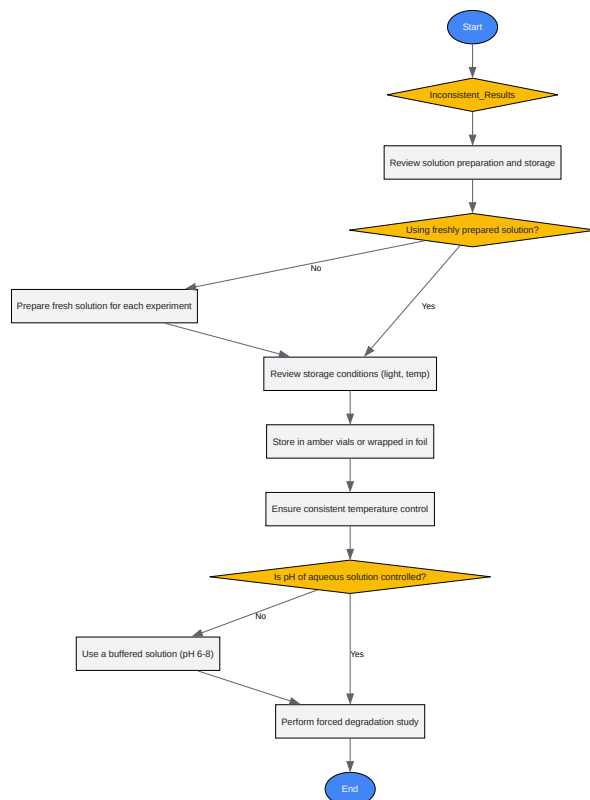 Start
Inconsistent_Results
Review solution preparation and storage
Using freshly prepared solution?
No
Yes
Prepare fresh solution for each experiment
Review storage conditions (light, temp)
Store in amber vials or wrapped in foil
Ensure consistent temperature control
Is pH of aqueous solution controlled?
No
Yes
Use a buffered solution (pH 6-8)
Perform forced degradation study
End